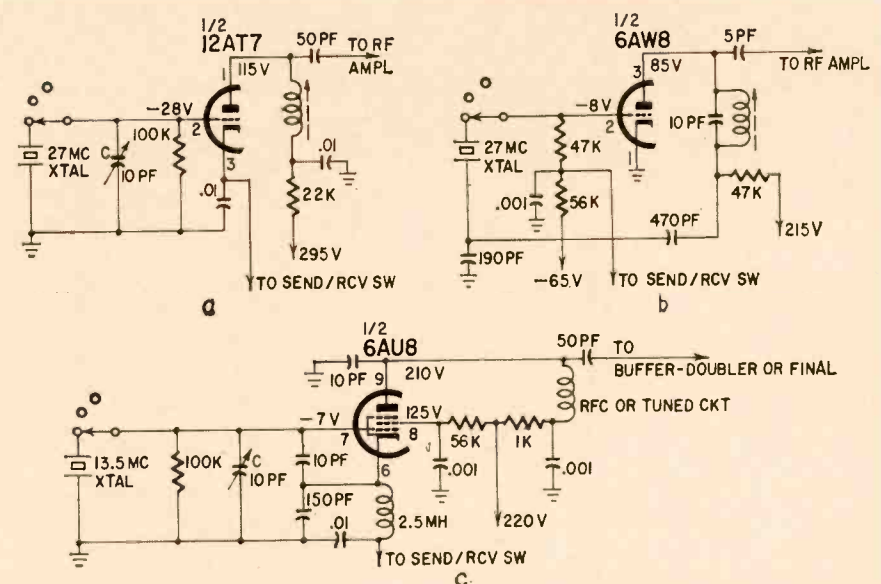 1/2
12AT7
50PF
TO RF
AMPL
1
115V
-28V
2
100K
27MC
XTAL
C
10PF
3
.01
.01
22K
295V
TO SEND/RCV SW
a
1/2
6AW8
5PF
TO RF AMPL
3
85V
-8V
2
10PF
27MC
XTAL
47K
1
.001
56K
47K
470PF
215V
190PF
-65V
TO SEND/RCV SW
b
1/2
6AU8
50PF
TO
BUFFER-DOUBLER OR FINAL
10PF
9
210V
RFC OR TUNED CKT
-7V
7
125V
8
56K
1K
13.5MC
XTAL
100K
C
10PF
10PF
6
.001
.001
150PF
2.5MH
.01
220V
TO SEND/RCV SW
c